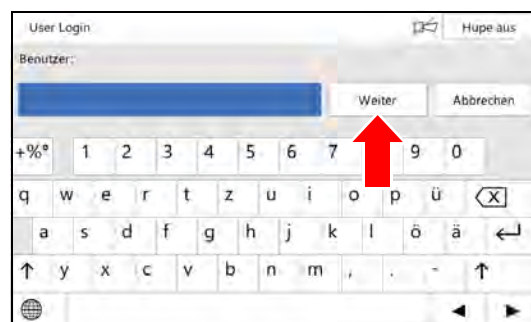 User Login Hupe aus
Benutzer:
Weiter Abbrechen
+%° 1 2 3 4 5 6 7 9 0
q w e r t z u i o p ü
a s d f g h j k l ö ä
y x c v b n m , . -